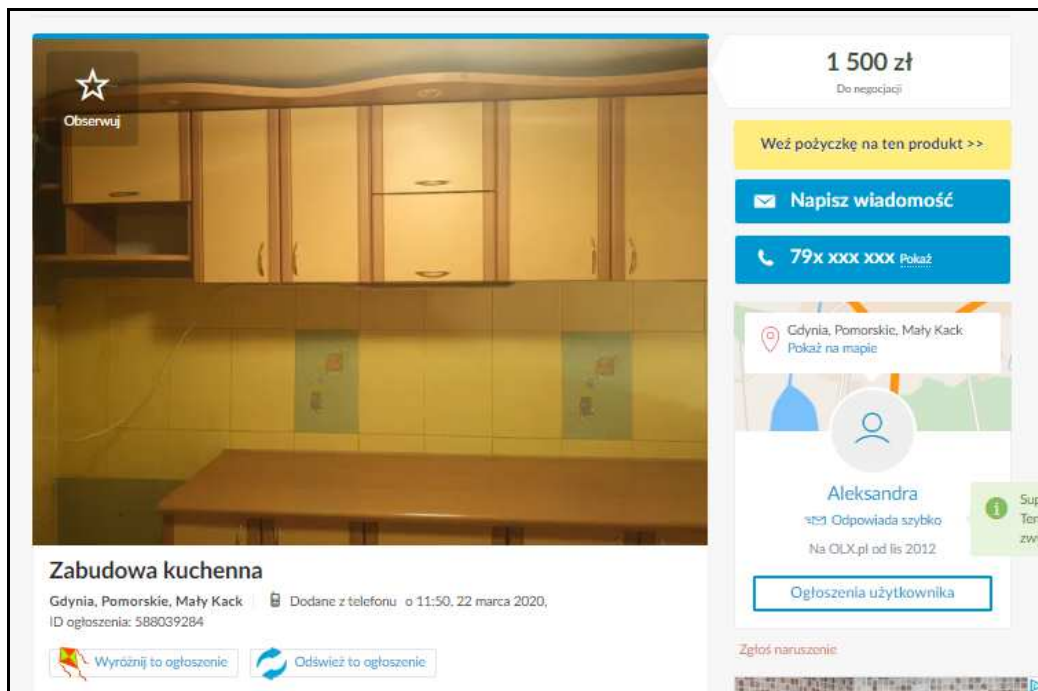 Obserwuj
Zabudowa kuchenna
Gdynia, Pomorskie, Mały Kack
Dodane z telefonu o 11:50, 22 marca 2020,
ID ogłoszenia: 588039284
Wyróżnij to ogłoszenie
Odśwież to ogłoszenie
1 500 zł
Do negocjacji
Weź pożyczkę na ten produkt >>
Napisz wiadomość
79x xxx xxx Pokaż
Gdynia, Pomorskie, Mały Kack
Pokaż na mapie
Aleksandra
Odpowiada szybko
Na OLX.pl od lis 2012
Ogłoszenia użytkownika
Zgłoś naruszenie